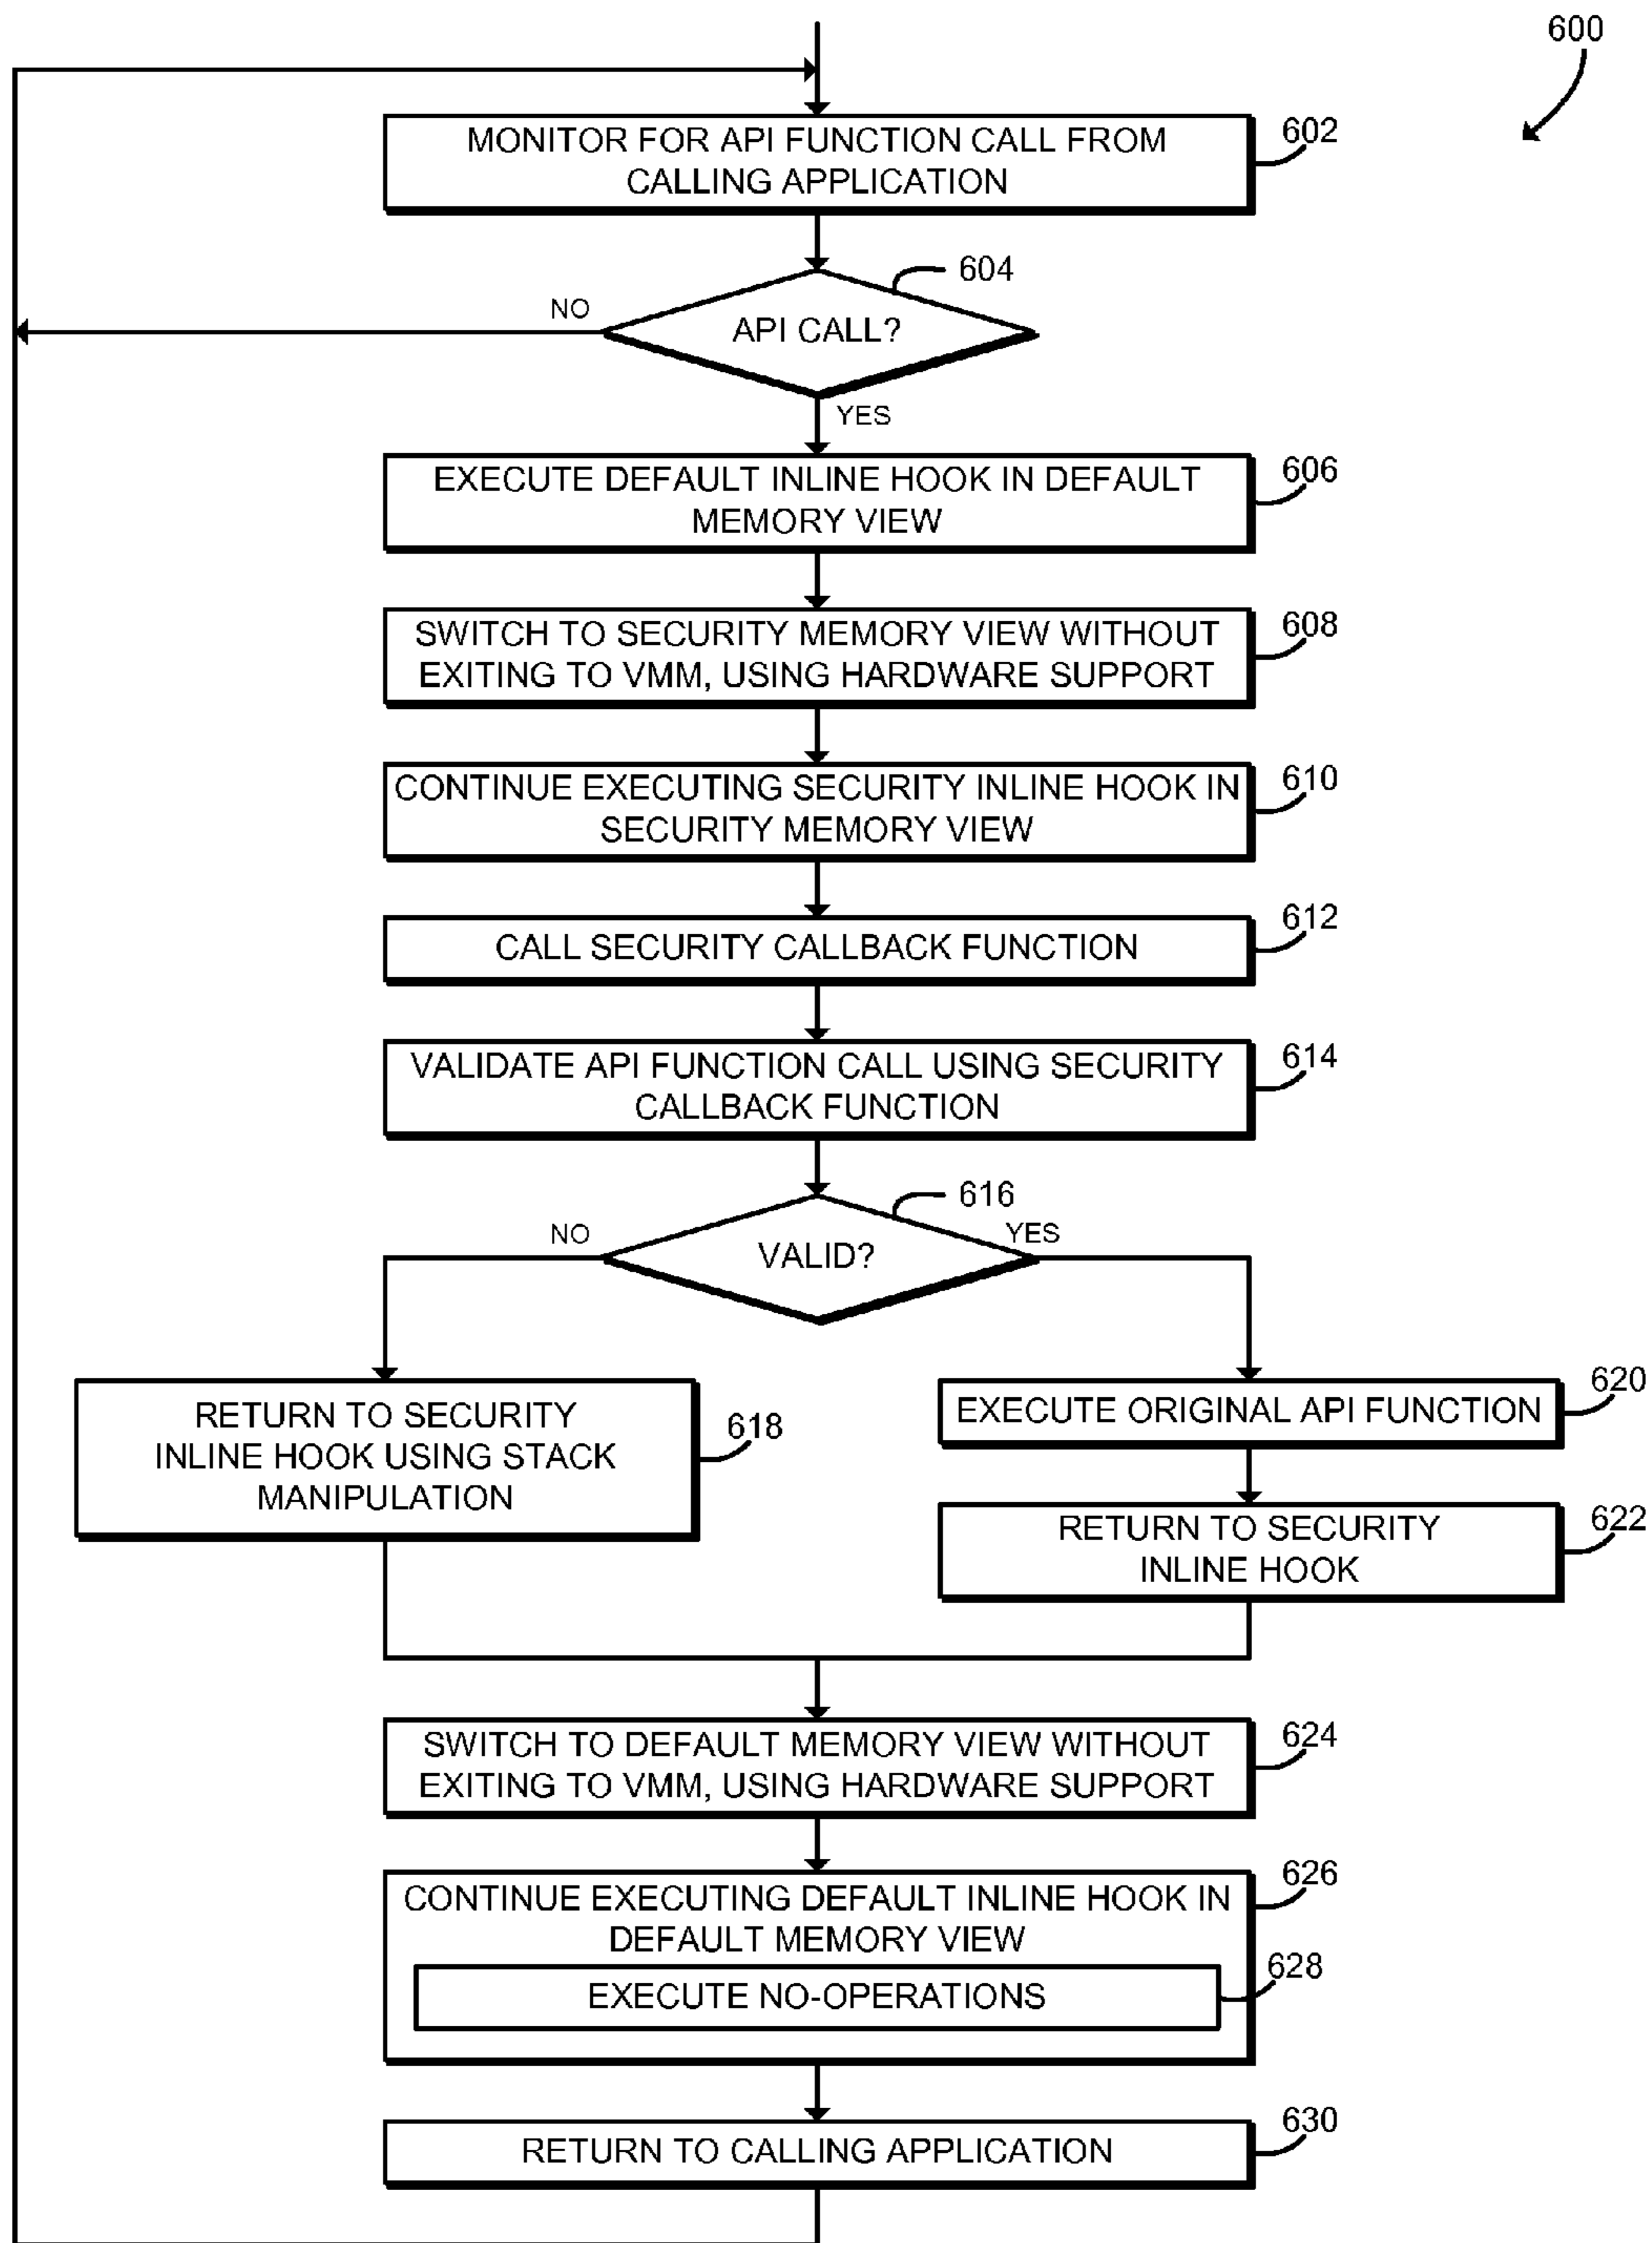 600
MONITOR FOR API FUNCTION CALL FROM
CALLING APPLICATION
602
604
API CALL?
NO
YES
EXECUTE DEFAULT INLINE HOOK IN DEFAULT
MEMORY VIEW
606
SWITCH TO SECURITY MEMORY VIEW WITHOUT
EXITING TO VMM, USING HARDWARE SUPPORT
608
CONTINUE EXECUTING SECURITY INLINE HOOK IN
SECURITY MEMORY VIEW
610
CALL SECURITY CALLBACK FUNCTION
612
VALIDATE API FUNCTION CALL USING SECURITY
CALLBACK FUNCTION
614
616
NO
VALID?
YES
RETURN TO SECURITY
INLINE HOOK USING STACK
MANIPULATION
618
EXECUTE ORIGINAL API FUNCTION
620
RETURN TO SECURITY
INLINE HOOK
622
SWITCH TO DEFAULT MEMORY VIEW WITHOUT
EXITING TO VMM, USING HARDWARE SUPPORT
624
CONTINUE EXECUTING DEFAULT INLINE HOOK IN
DEFAULT MEMORY VIEW
626
EXECUTE NO-OPERATIONS
628
RETURN TO CALLING APPLICATION
630